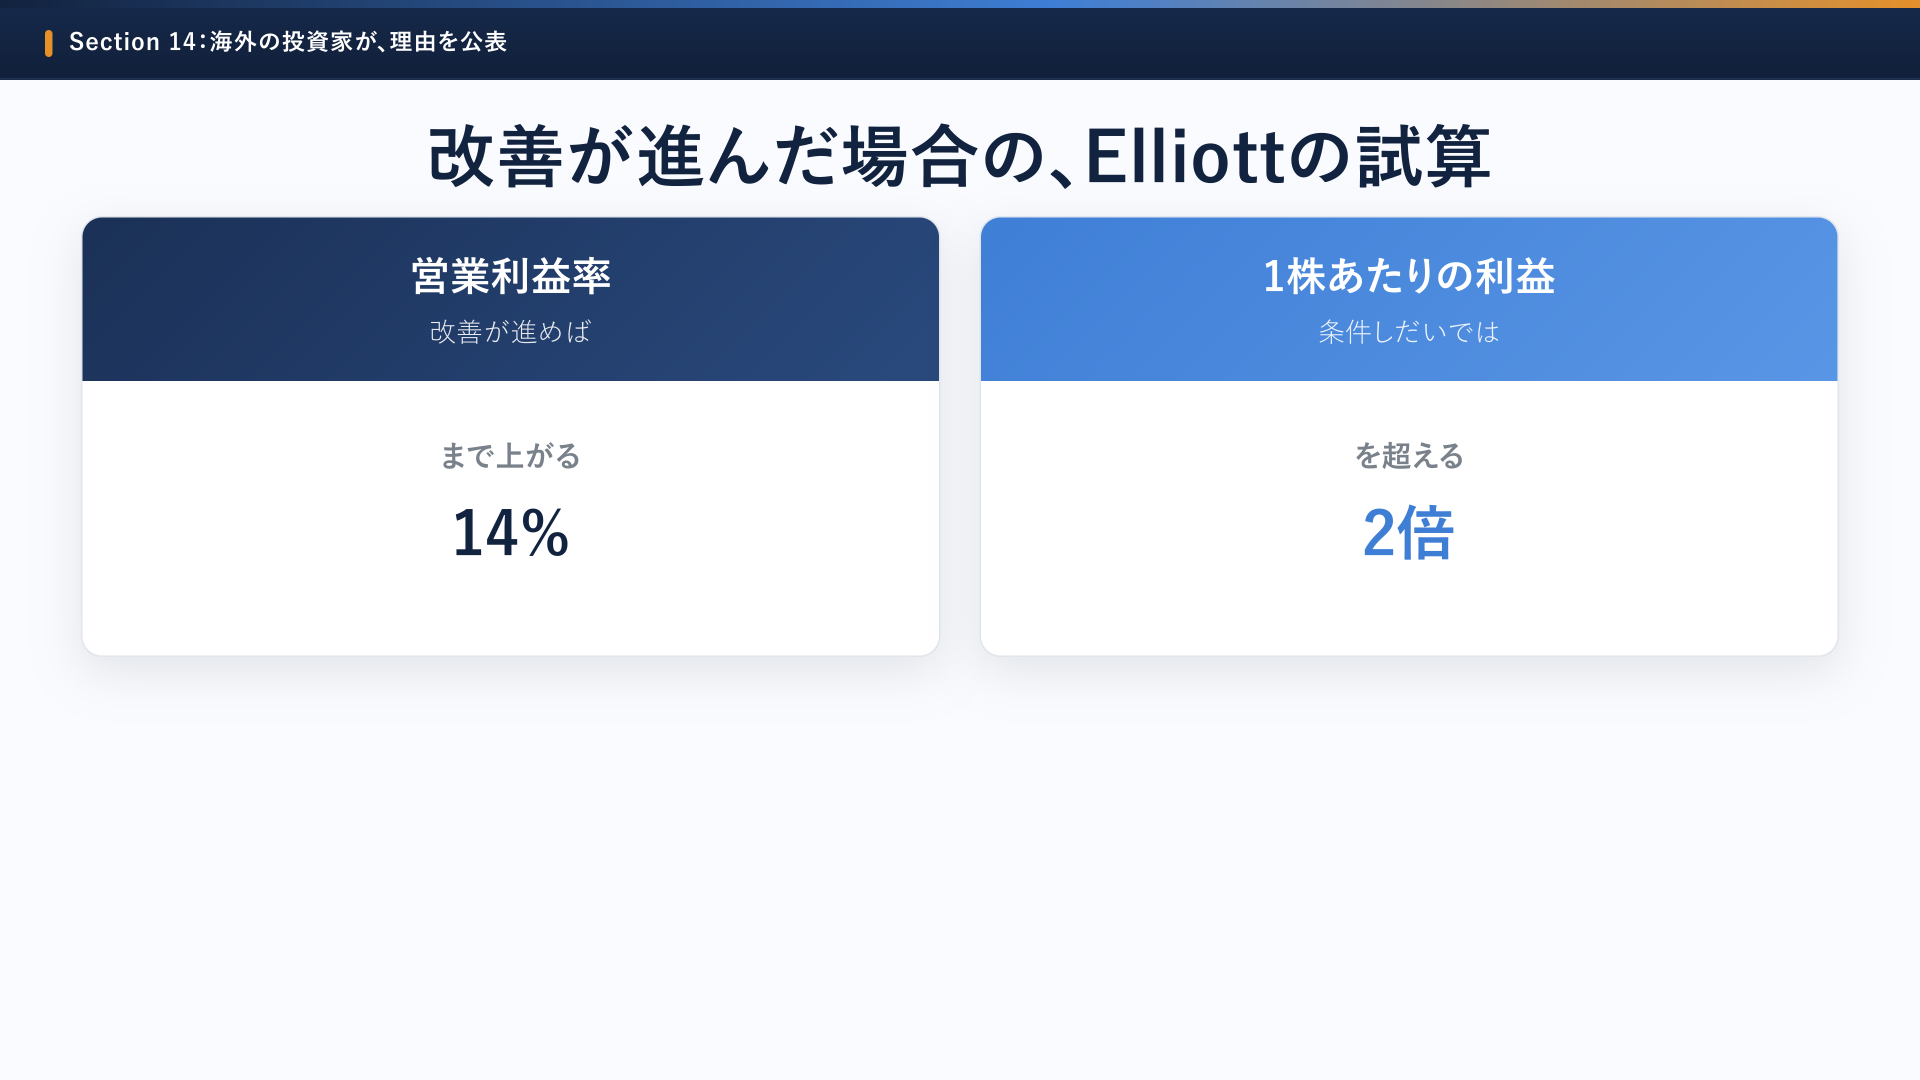 Section 14：海外の投資家が、理由を公表
改善が進んだ場合の、Elliottの試算
営業利益率
改善が進めば
まで上がる
14%
1株あたりの利益
条件しだいでは
を超える
2倍